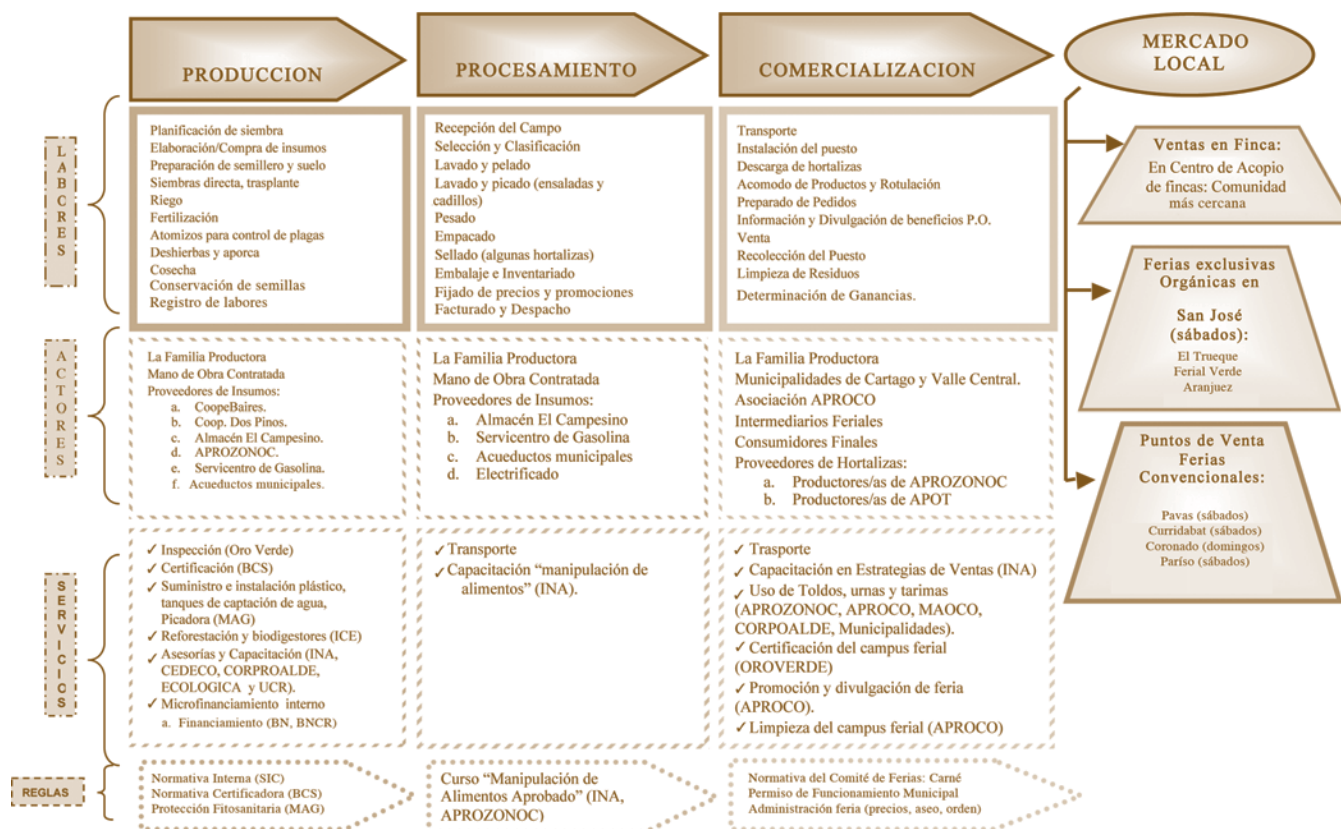 PRODUCCION
PROCESAMIENTO
COMERCIALIZACION
MERCADO
LOCAL
LABORES
Planificación de siembra
Elaboración/Compra de insumos
Preparación de semillero y suelo
Siembras directa, trasplante
Riego
Fertilización
Atomizos para control de plagas
Deshierbas y aporca
Cosecha
Conservación de semillas
Registro de labores
Recepción del Campo
Selección y Clasificación
Lavado y pelado
Lavado y picado (ensaladas y
cadillos)
Pesado
Empacado
Sellado (algunas hortalizas)
Embalaje e Inventariado
Fijado de precios y promociones
Facturado y Despacho
Transporte
Instalación del puesto
Descarga de hortalizas
Acomodo de Productos y Rotulación
Preparado de Pedidos
Información y Divulgación de beneficios P.O.
Venta
Recolección del Puesto
Limpieza de Residuos
Determinación de Ganancias.
Ventas en Finca:
En Centro de Acopio
de fincas: Comunidad
más cercana
Ferias exclusivas
Orgánicas en
San José
(sábados):
El Trueque
Ferial Verde
Aranjuez
Puntos de Venta
Ferias
Convencionales:
Pavas (sábados)
Curridabat (sábados)
Coronado (domingos)
Paríso (sábados)
ACTORES
La Familia Productora
Mano de Obra Contratada
Proveedores de Insumos:
a. CoopeBaires.
b. Coop. Dos Pinos.
c. Almacén El Campesino.
d. APROZONOC.
e. Servicentro de Gasolina.
f. Acueductos municipales.
La Familia Productora
Mano de Obra Contratada
Proveedores de Insumos:
a. Almacén El Campesino
b. Servicentro de Gasolina
c. Acueductos municipales
d. Electrificado
La Familia Productora
Municipalidades de Cartago y Valle Central.
Asociación APROCO
Intermediarios Feriales
Consumidores Finales
Proveedores de Hortalizas:
a. Productores/as de APROZONOC
b. Productores/as de APOT
SERVICIOS
✓ Inspección (Oro Verde)
✓ Certificación (BCS)
✓ Suministro e instalación plástico,
tanques de captación de agua,
Picadora (MAG)
✓ Reforestación y biodigestores (ICE)
✓ Asesorías y Capacitación (INA,
CEDECO, CORPROALDE,
ECOLOGICA y UCR).
✓ Microfinanciamiento interno
a. Financiamiento (BN, BNCR)
✓ Transporte
✓ Capacitación “manipulación de
alimentos” (INA).
✓ Trasporte
✓ Capacitación en Estrategias de Ventas (INA)
✓ Uso de Toldos, urnas y tarimas
(APROZONOC, APROCO, MAOCO,
CORPOALDE, Municipalidades).
✓ Certificación del campus ferial
(OROVERDE)
✓ Promoción y divulgación de feria
(APROCO).
✓ Limpieza del campus ferial (APROCO)
REGLAS
Normativa Interna (SIC)
Normativa Certificadora (BCS)
Protección Fitosanitaria (MAG)
Curso “Manipulación de
Alimentos Aprobado” (INA,
APROZONOC)
Normativa del Comité de Ferias: Carné
Permiso de Funcionamiento Municipal
Administración feria (precios, aseo, orden)